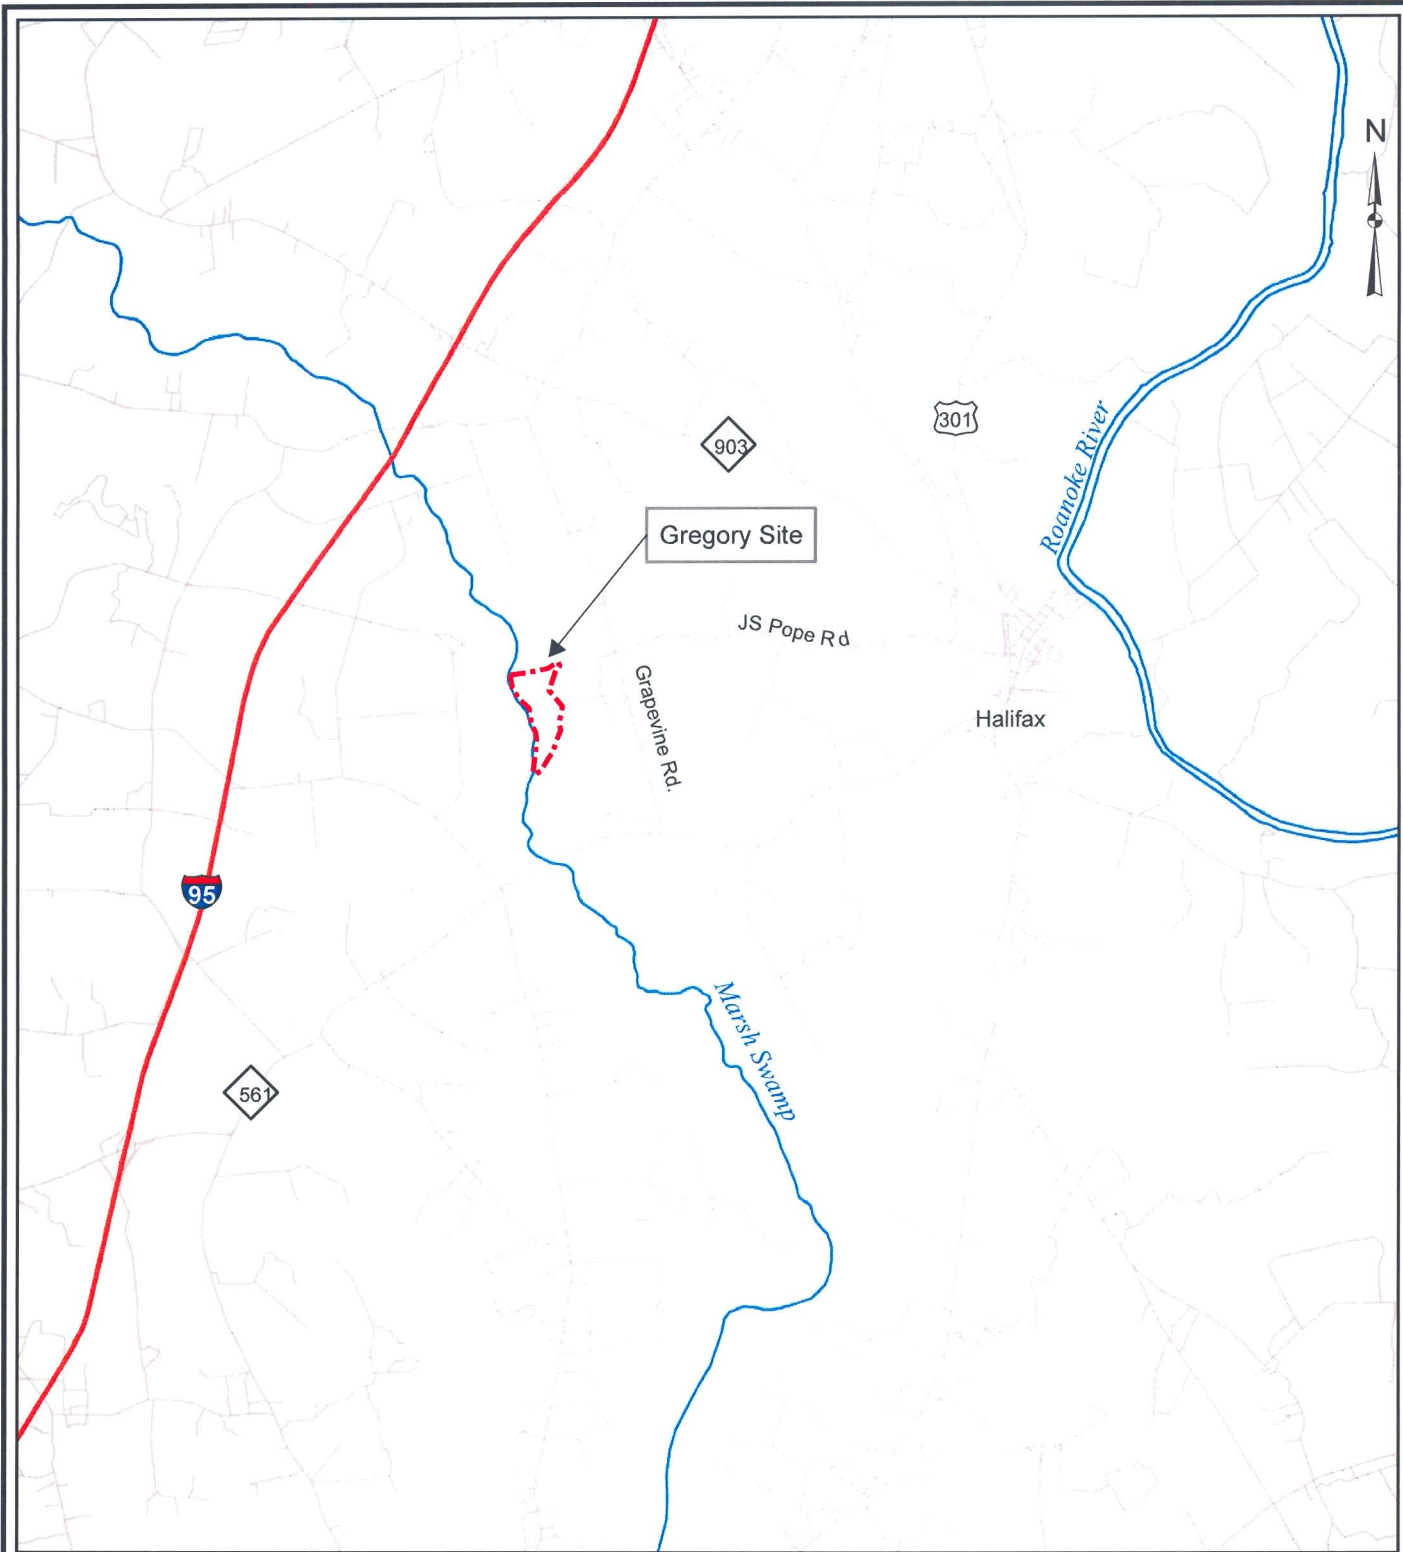 N
301
903
Roanoke River
Gregory Site
JS Pope Rd
Grapevine Rd.
Halifax
95
Marsh Swamp
561